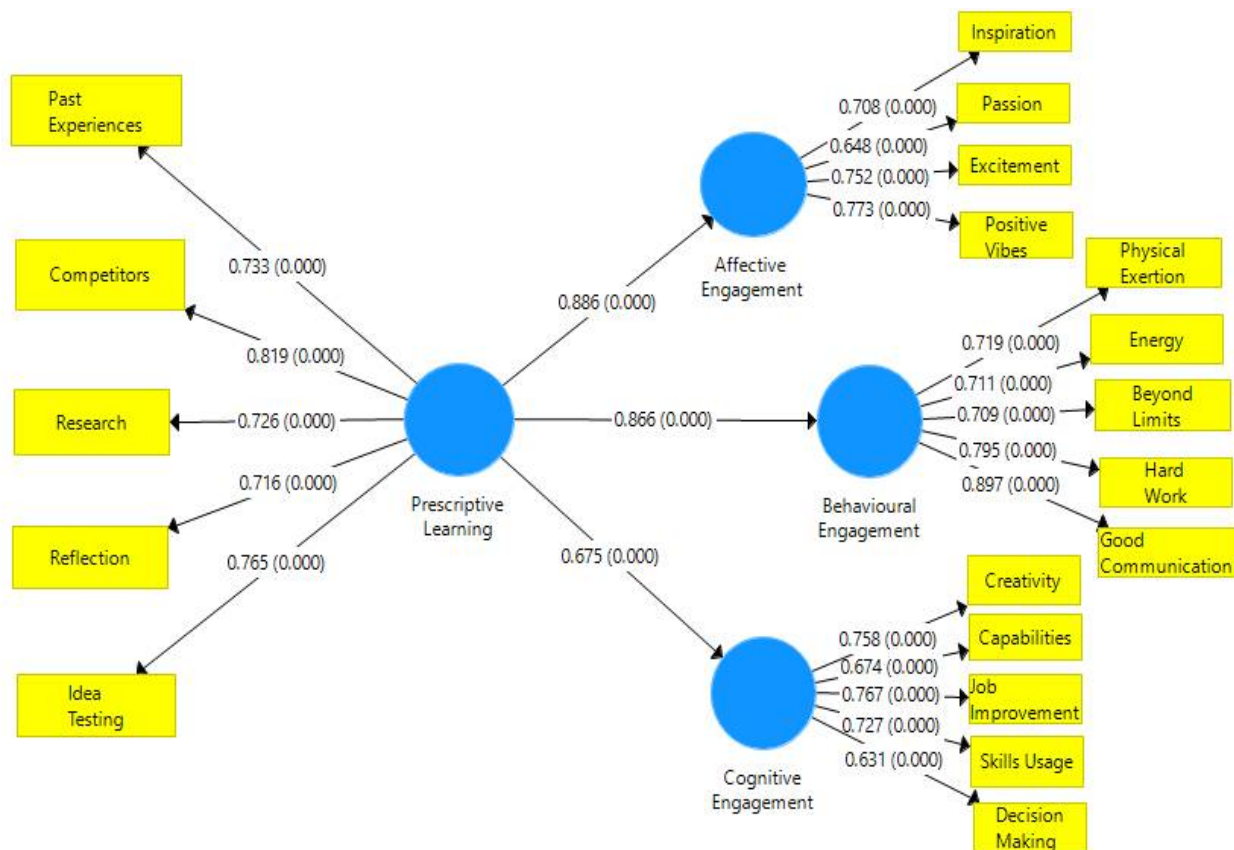 Past
Experiences
Competitors
Research
Reflection
Idea
Testing
0.733 (0.000)
0.819 (0.000)
0.726 (0.000)
0.716 (0.000)
0.765 (0.000)
Prescriptive
Learning
0.886 (0.000)
0.866 (0.000)
0.675 (0.000)
Affective
Engagement
0.708 (0.000)
0.648 (0.000)
0.752 (0.000)
0.773 (0.000)
Inspiration
Passion
Excitement
Positive
Vibes
Behavioural
Engagement
0.719 (0.000)
0.711 (0.000)
0.709 (0.000)
0.795 (0.000)
0.897 (0.000)
Physical
Exertion
Energy
Beyond
Limits
Hard
Work
Good
Communication
Cognitive
Engagement
0.758 (0.000)
0.674 (0.000)
0.767 (0.000)
0.727 (0.000)
0.631 (0.000)
Creativity
Capabilities
Job
Improvement
Skills Usage
Decision
Making